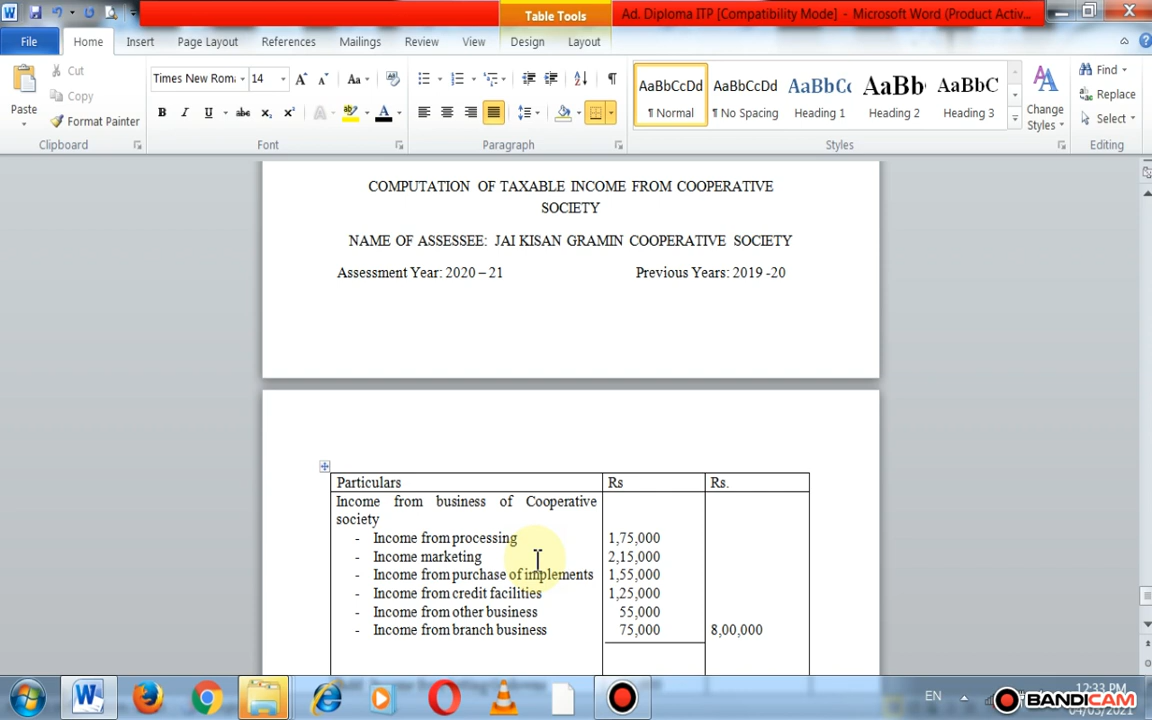 Table Tools
Ad. Diploma ITP [Compatibility Mode] - Microsoft Word (Product Activ...
File Home Insert Page Layout References Mailings Review View Design Layout
Cut
Copy
Format Painter
Paste
Times New Rom 14
AaBbCcDd AaBbCcDd AaBbCc AaBb AaBbC
¶ Normal ¶ No Spacing Heading 1 Heading 2 Heading 3
Change
Styles
Find
Replace
Select
Clipboard Font Paragraph Styles Editing
COMPUTATION OF TAXABLE INCOME FROM COOPERATIVE
SOCIETY
NAME OF ASSESSEE: JAI KISAN GRAMIN COOPERATIVE SOCIETY
Assessment Year: 2020 – 21 Previous Years: 2019 -20
Particulars Rs Rs.
Income from business of Cooperative
society
- Income from processing 1,75,000
- Income marketing 2,15,000
- Income from purchase of implements 1,55,000
- Income from credit facilities 1,25,000
- Income from other business 55,000
- Income from branch business 75,000 8,00,000
EN 12:33 PM
BANDICAM